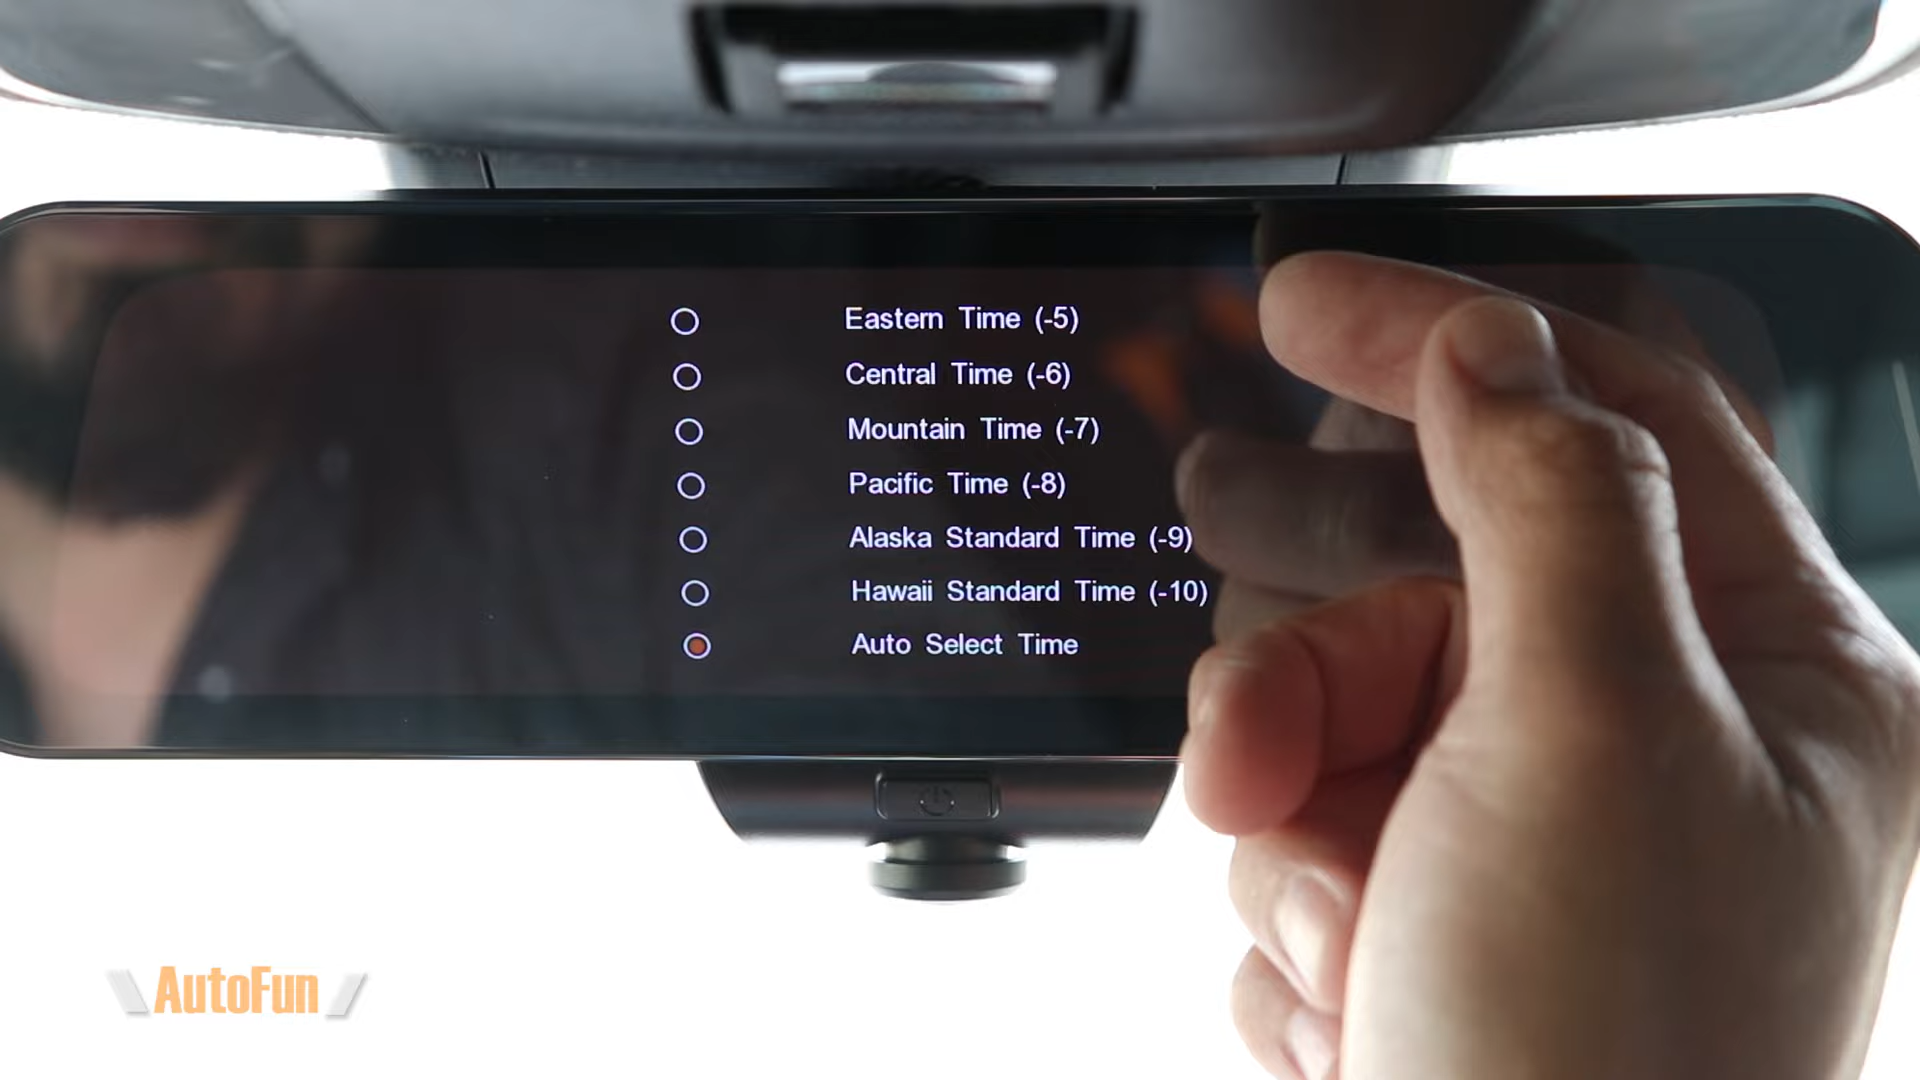 Eastern Time (-5)
Central Time (-6)
Mountain Time (-7)
Pacific Time (-8)
Alaska Standard Time (-9)
Hawaii Standard Time (-10)
Auto Select Time
AutoFun